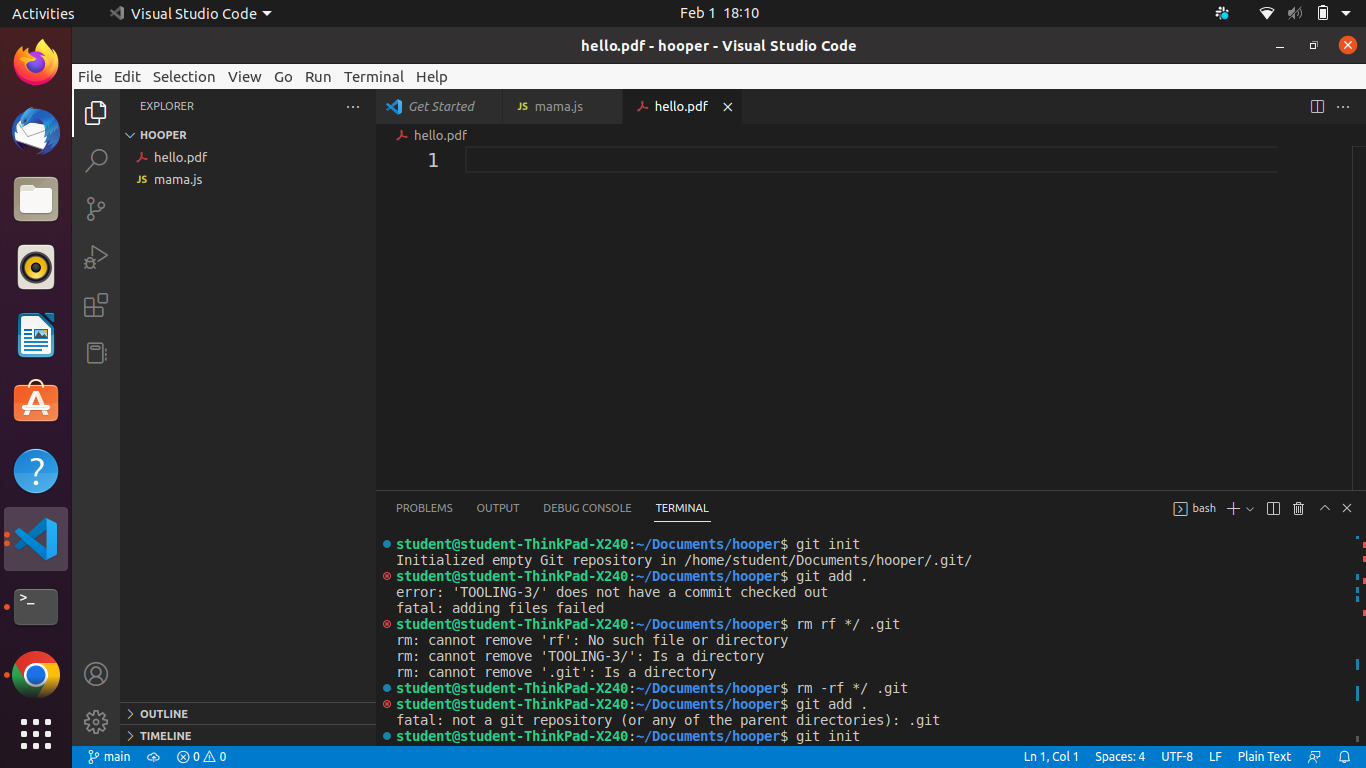 Activities
Visual Studio Code
Feb 1 18:10
hello.pdf - hooper - Visual Studio Code
File Edit Selection View Go Run Terminal Help
EXPLORER
HOOPER
hello.pdf
JS mama.js
OUTLINE
TIMELINE
Get Started
JS mama.js
hello.pdf
hello.pdf
1
PROBLEMS OUTPUT DEBUG CONSOLE TERMINAL
bash
student@student-ThinkPad-X240:~/Documents/hooper$ git init
Initialized empty Git repository in /home/student/Documents/hooper/.git/
student@student-ThinkPad-X240:~/Documents/hooper$ git add .
error: 'TOOLING-3/' does not have a commit checked out
fatal: adding files failed
student@student-ThinkPad-X240:~/Documents/hooper$ rm rf */ .git
rm: cannot remove 'rf': No such file or directory
rm: cannot remove 'TOOLING-3/': Is a directory
rm: cannot remove '.git': Is a directory
student@student-ThinkPad-X240:~/Documents/hooper$ rm -rf */ .git
student@student-ThinkPad-X240:~/Documents/hooper$ git add .
fatal: not a git repository (or any of the parent directories): .git
student@student-ThinkPad-X240:~/Documents/hooper$ git init
main
0 0
Ln 1, Col 1
Spaces: 4
UTF-8
LF
Plain Text